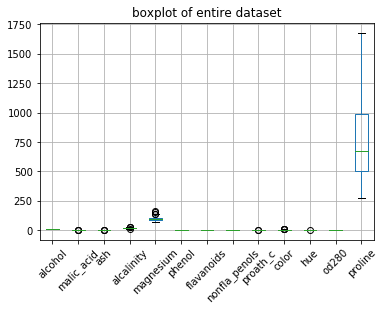 boxplot of entire dataset
1750
1500
1250
1000
750
500
250
0
alcohol
malic_acid
ash
alcalinity
magnesium
phenol
flavanoids
nonfla_penols
proath_c
color
hue
od280
proline